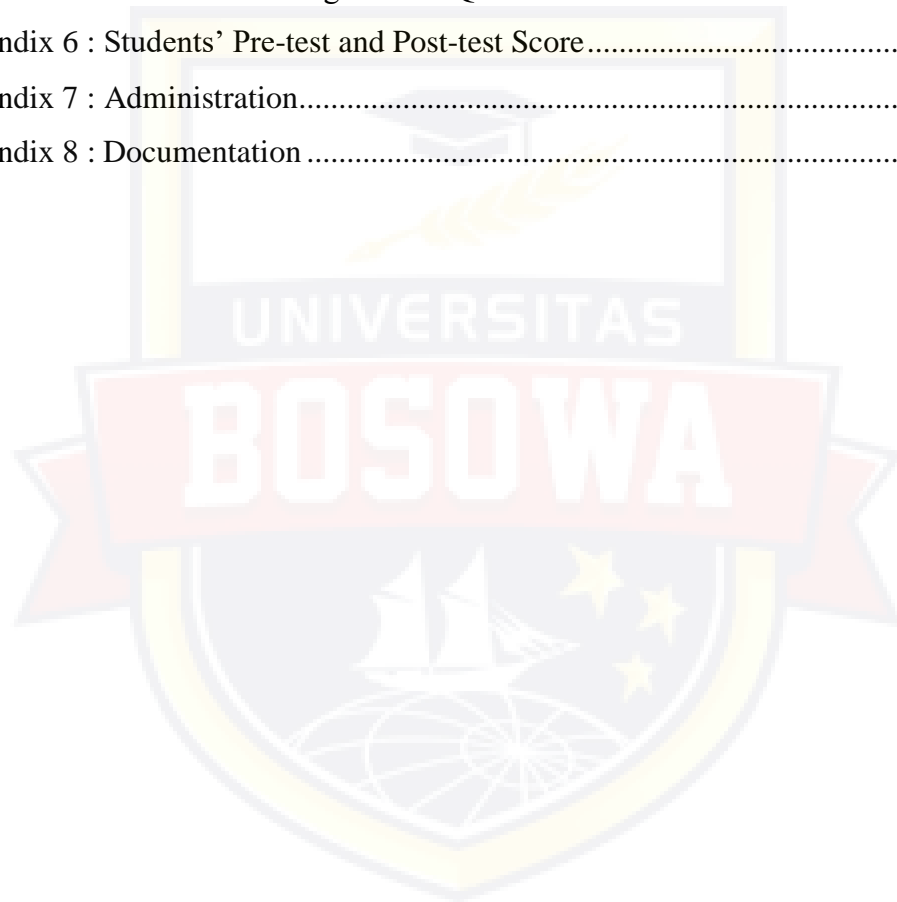 ndix 6 : Students’ Pre-test and Post-test Score....................................
ndix 7 : Administration..........................................................................
ndix 8 : Documentation.........................................................................
UNIVERSITAS
BOSOWA